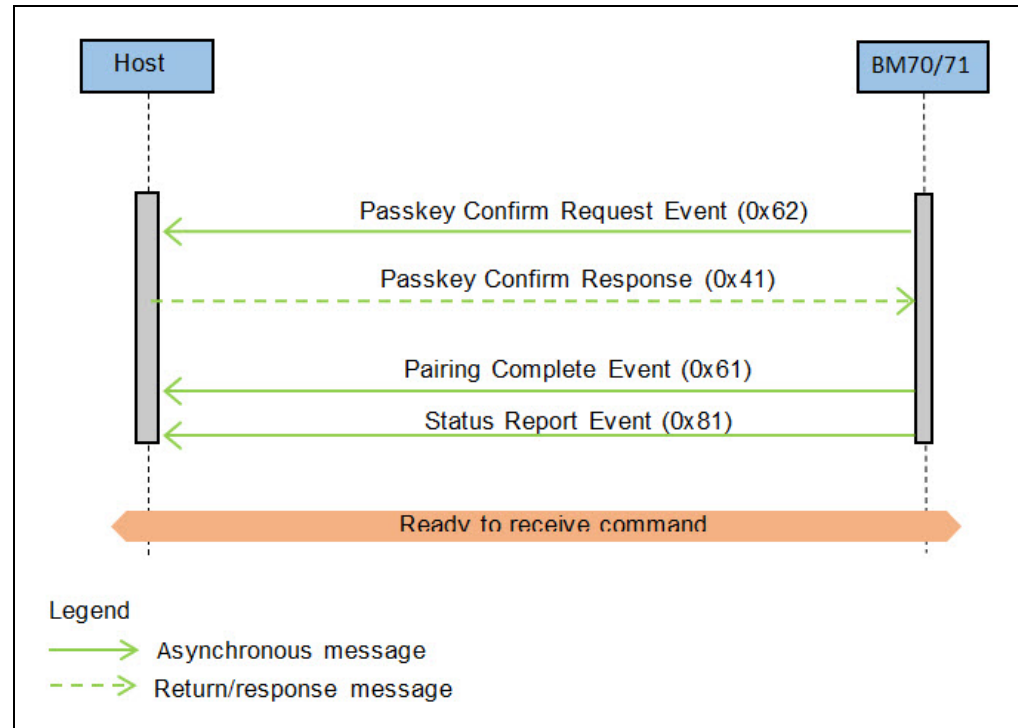 Host
BM70/71
Passkey Confirm Request Event (0x62)
Passkey Confirm Response (0x41)
Pairing Complete Event (0x61)
Status Report Event (0x81)
Ready to receive command
Legend
Asynchronous message
Return/response message